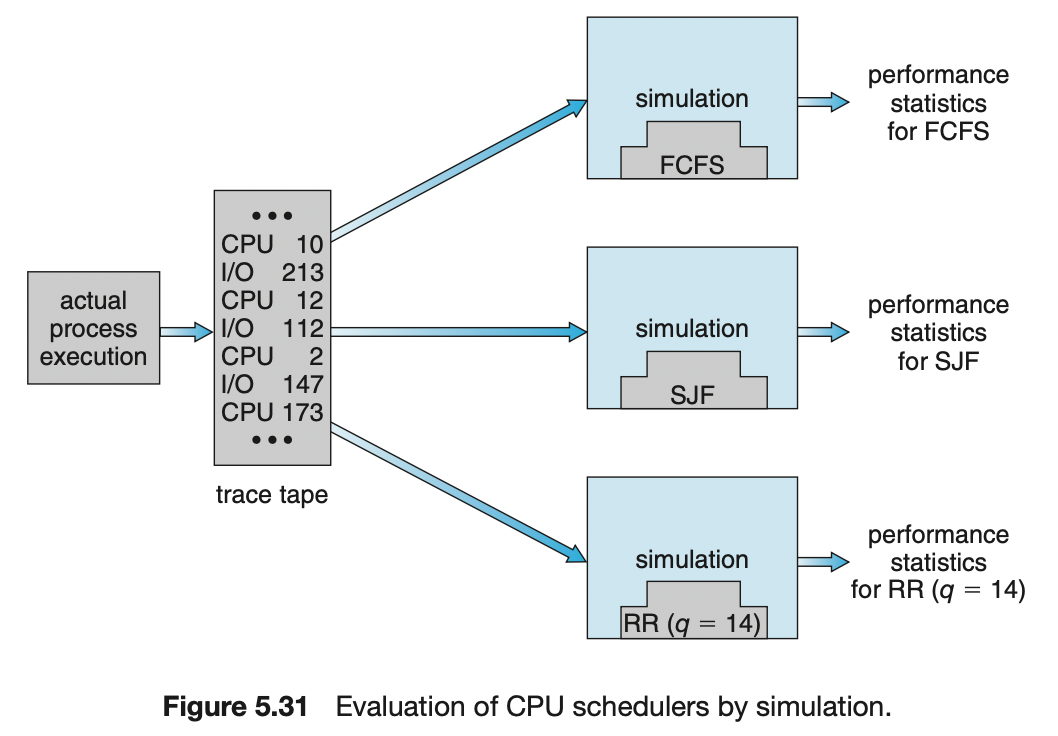 actual
process
execution
• • •
CPU 10
I/O 213
CPU 12
I/O 112
CPU 2
I/O 147
CPU 173
• • •
trace tape
simulation
FCFS
performance
statistics
for FCFS
simulation
SJF
performance
statistics
for SJF
simulation
RR (q = 14)
performance
statistics
for RR (q = 14)
Figure 5.31 Evaluation of CPU schedulers by simulation.